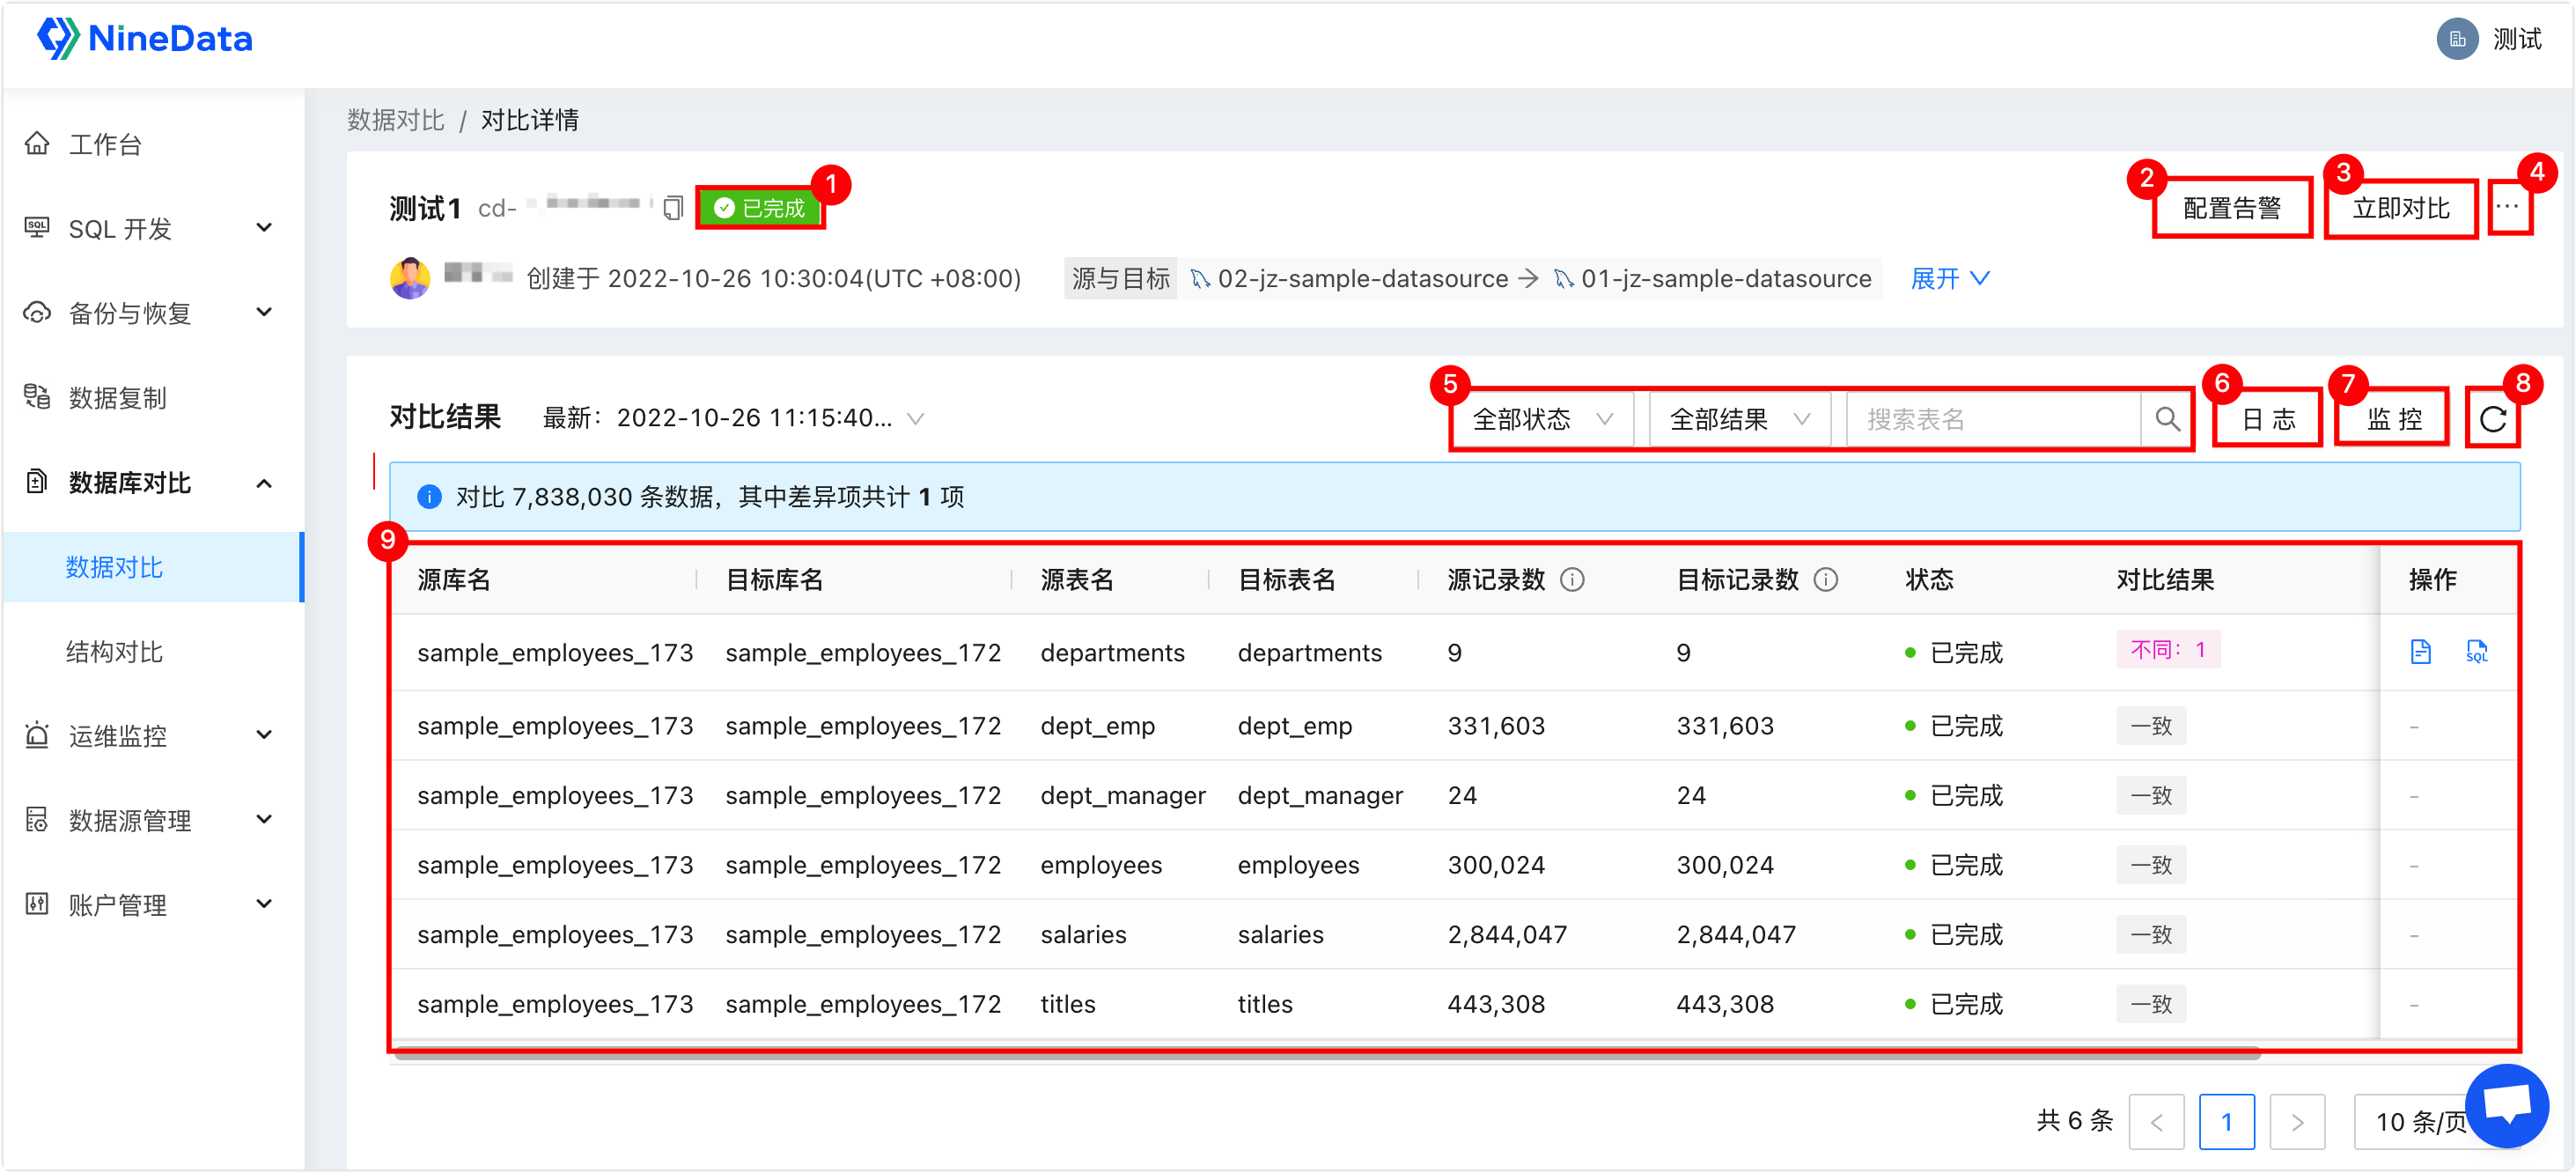 NineData
测试
工作台
SQL 开发
备份与恢复
数据复制
数据库对比
数据对比
结构对比
运维监控
数据源管理
账户管理
数据对比 / 对比详情
测试1 cd- 已完成 1
2 配置告警 3 立即对比 4 ...
创建于 2022-10-26 10:30:04(UTC +08:00) 源与目标 02-jz-sample-datasource → 01-jz-sample-datasource 展开
对比结果 最新：2022-10-26 11:15:40... 5 全部状态 全部结果 搜索表名 6 日志 7 监控 8
对比 7,838,030 条数据，其中差异项共计 1 项
9
源库名 目标库名 源表名 目标表名 源记录数 目标记录数 状态 对比结果 操作
sample_employees_173 sample_employees_172 departments departments 9 9 已完成 不同：1 SQL
sample_employees_173 sample_employees_172 dept_emp dept_emp 331,603 331,603 已完成 一致 -
sample_employees_173 sample_employees_172 dept_manager dept_manager 24 24 已完成 一致 -
sample_employees_173 sample_employees_172 employees employees 300,024 300,024 已完成 一致 -
sample_employees_173 sample_employees_172 salaries salaries 2,844,047 2,844,047 已完成 一致 -
sample_employees_173 sample_employees_172 titles titles 443,308 443,308 已完成 一致 -
共 6 条 < 1 > 10 条/页